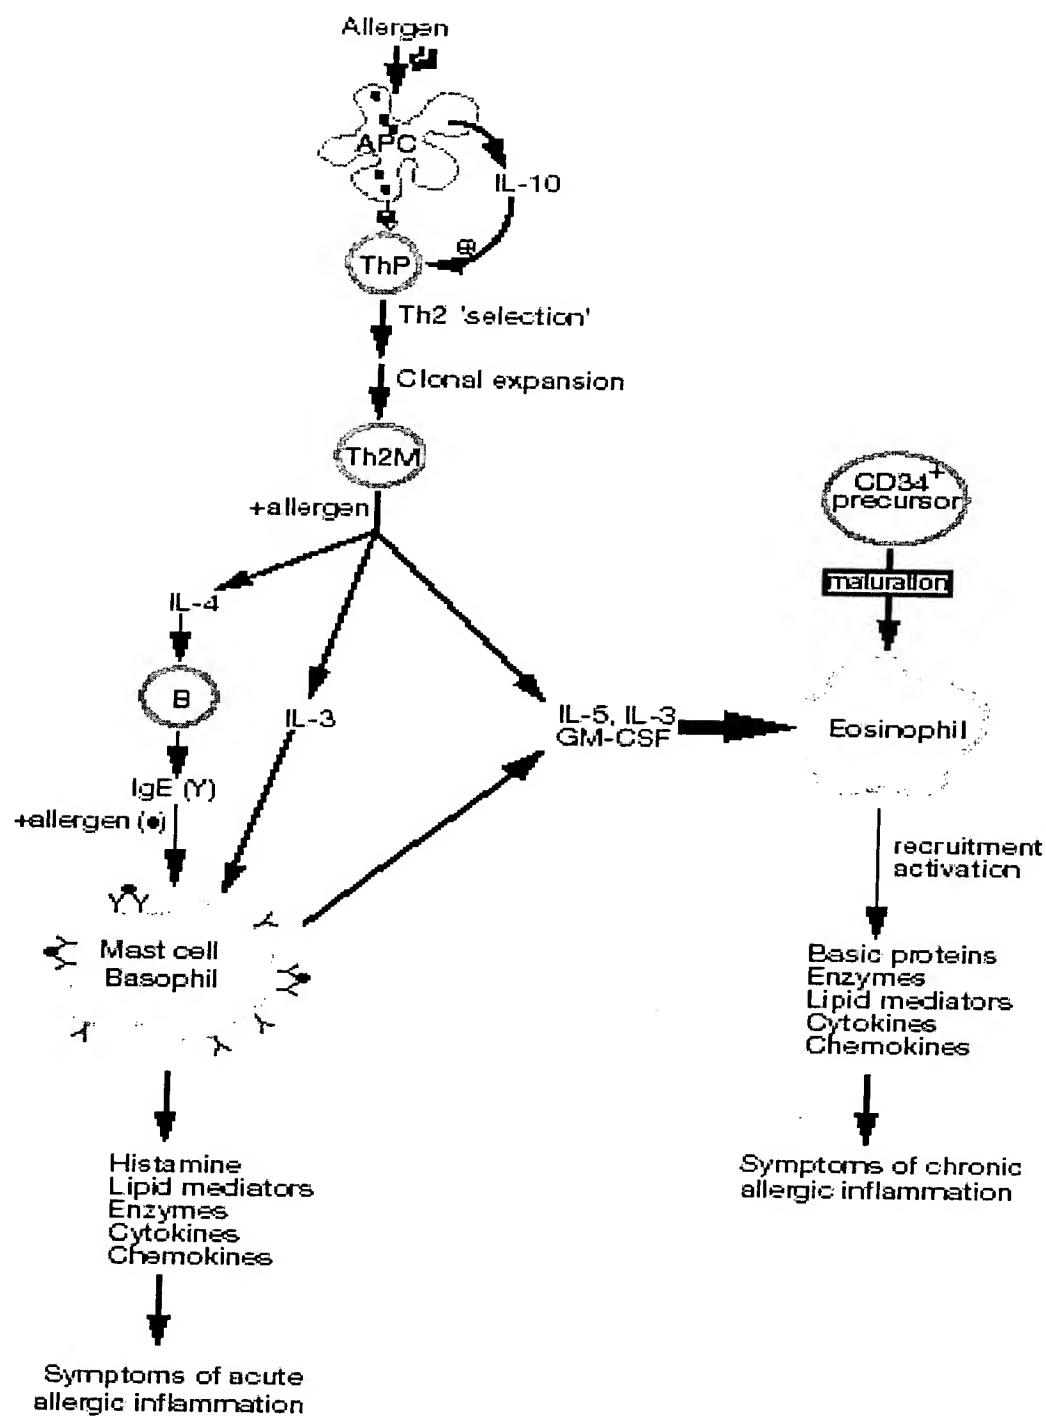 Allergen
APC
IL-10
⊕
ThP
Th2 'selection'
Clonal expansion
Th2M
+allergen
IL-4
B
IgE (Y)
+allergen (●)
IL-3
Mast cell
Basophil
Histamine
Lipid mediators
Enzymes
Cytokines
Chemokines
Symptoms of acute
allergic inflammation
IL-5, IL-3
GM-CSF
CD34+
precursor
maturation
Eosinophil
recruitment
activation
Basic proteins
Enzymes
Lipid mediators
Cytokines
Chemokines
Symptoms of chronic
allergic inflammation